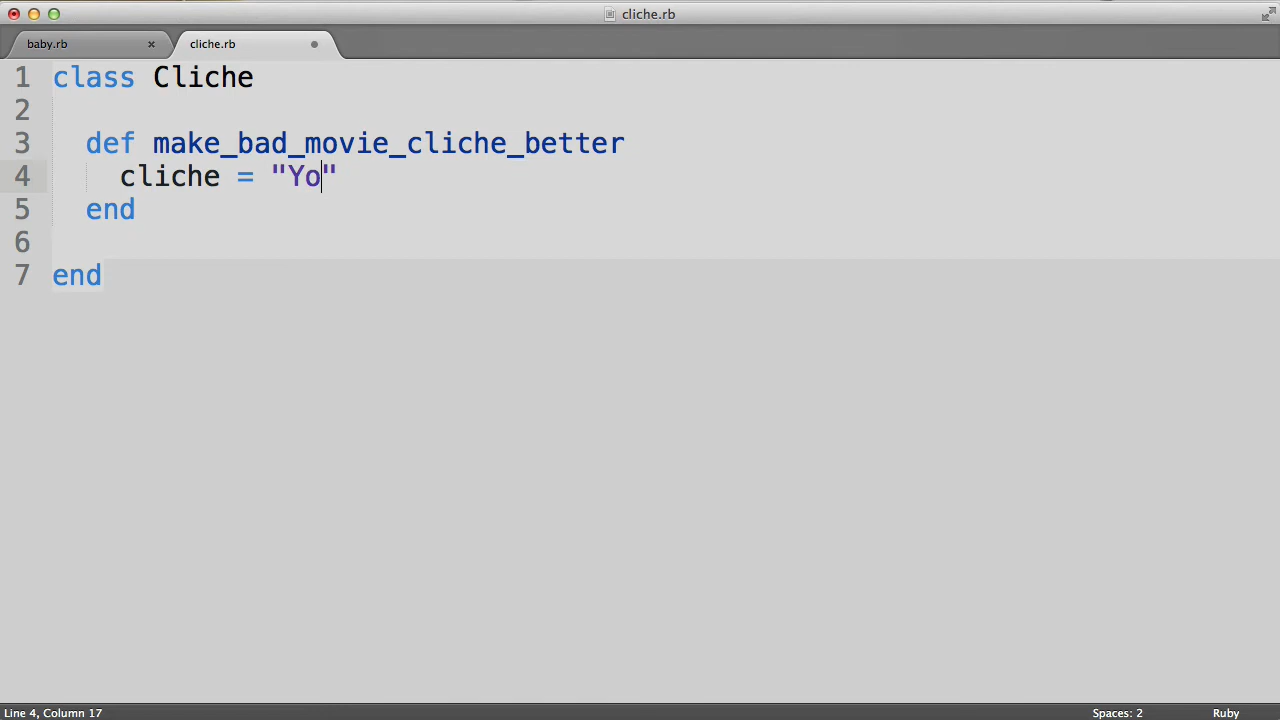 cliche.rb
baby.rb × cliche.rb
1 class Cliche
2
3   def make_bad_movie_cliche_better
4     cliche = "Yo"
5   end
6
7 end
Line 4, Column 17 Spaces: 2 Ruby